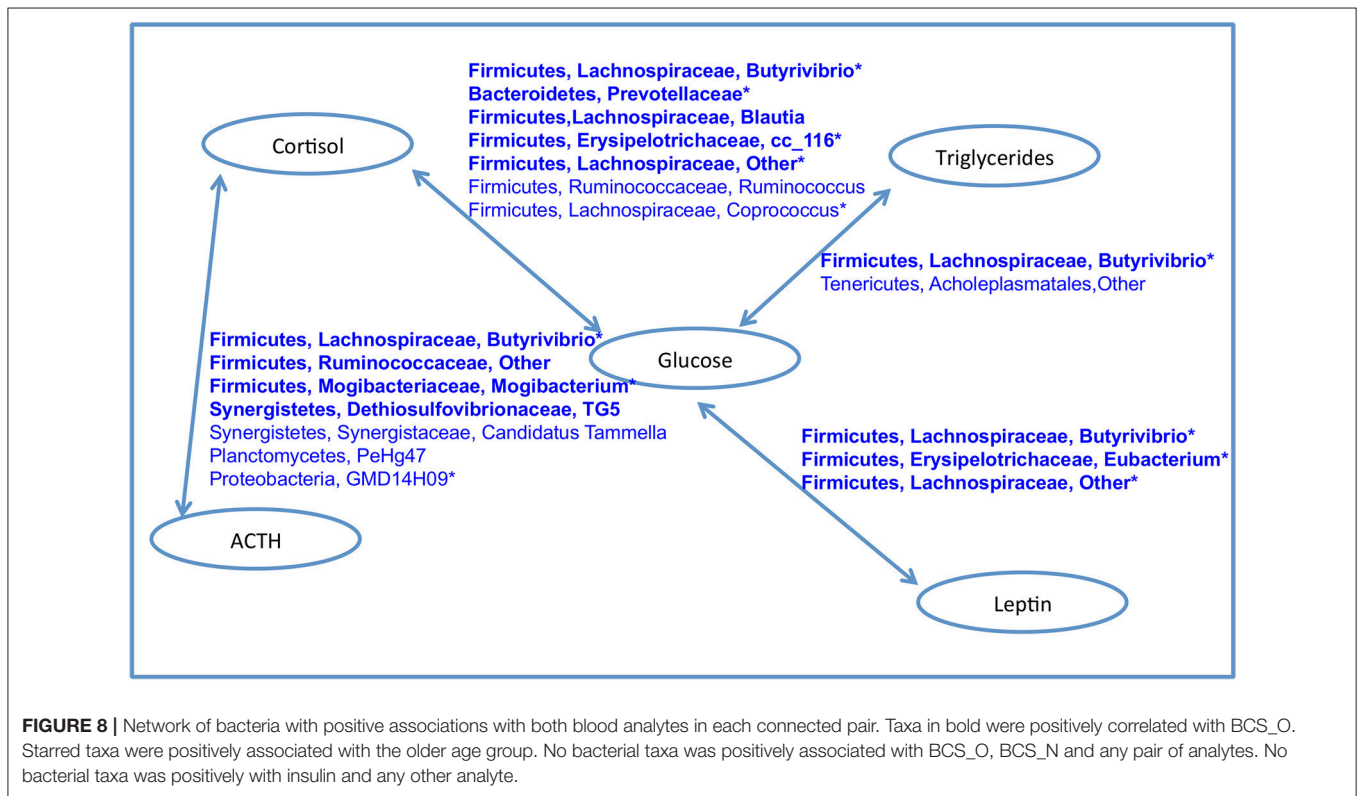 Firmicutes, Lachnospiraceae, Butyrivibrio*
Bacteroidetes, Prevotellaceae*
Firmicutes,Lachnospiraceae, Blautia
Firmicutes, Erysipelotrichaceae, cc_116*
Firmicutes, Lachnospiraceae, Other*
Firmicutes, Ruminococcaceae, Ruminococcus
Firmicutes, Lachnospiraceae, Coprococcus*
Cortisol
Triglycerides
Firmicutes, Lachnospiraceae, Butyrivibrio*
Tenericutes, Acholeplasmatales,Other
Firmicutes, Lachnospiraceae, Butyrivibrio*
Firmicutes, Ruminococcaceae, Other
Firmicutes, Mogibacteriaceae, Mogibacterium*
Synergistetes, Dethiosulfovibrionaceae, TG5
Synergistetes, Synergistaceae, Candidatus Tammella
Planctomycetes, PeHg47
Proteobacteria, GMD14H09*
Glucose
Firmicutes, Lachnospiraceae, Butyrivibrio*
Firmicutes, Erysipelotrichaceae, Eubacterium*
Firmicutes, Lachnospiraceae, Other*
ACTH
Leptin
FIGURE 8 | Network of bacteria with positive associations with both blood analytes in each connected pair. Taxa in bold were positively correlated with BCS_O.
Starred taxa were positively associated with the older age group. No bacterial taxa was positively associated with BCS_O, BCS_N and any pair of analytes. No
bacterial taxa was positively with insulin and any other analyte.